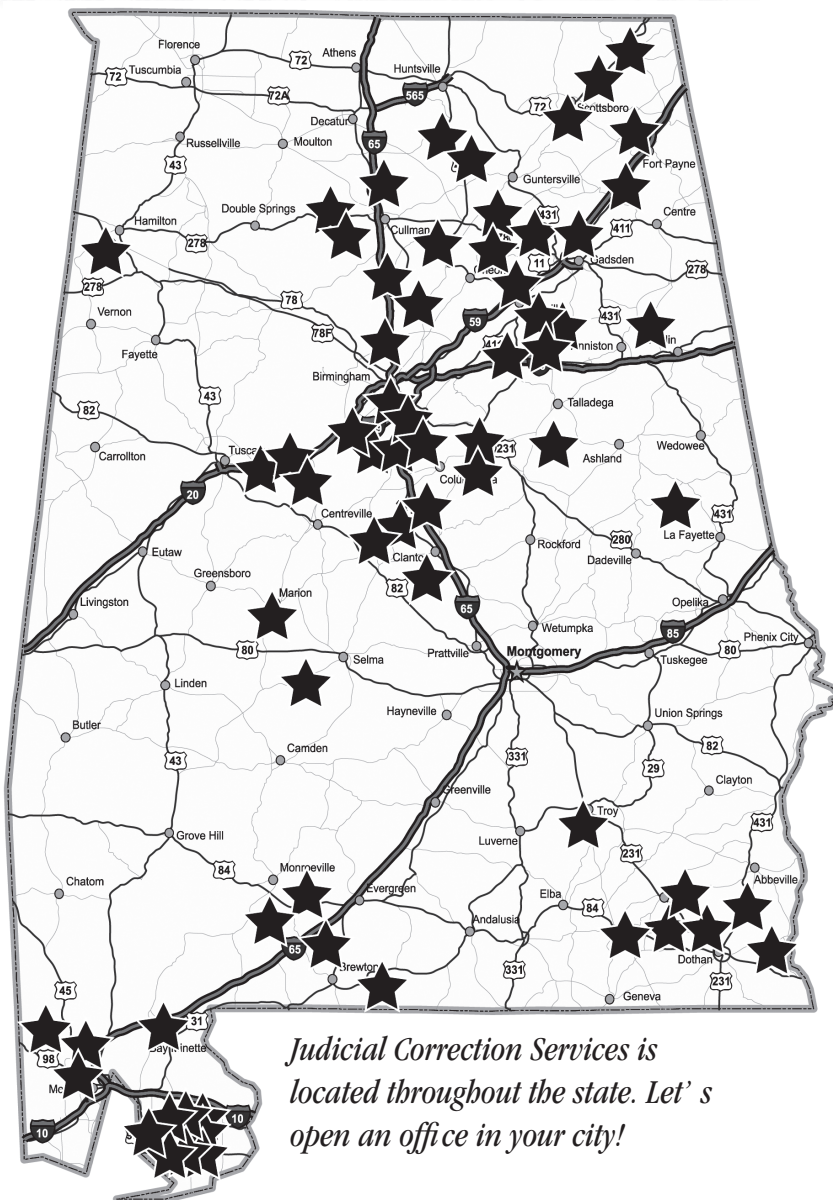 Florence
Athens
72
Huntsville
72
Tuscumbia
72A
565
72
Scottsboro
Decatur
65
Russellville
Moulton
43
Fort Payne
Guntersville
Double Springs
431
Centre
Hamilton
Cullman
411
278
11
Gadsden
278
278
78
59
431
Vernon
78F
Fayette
Birmingham
43
82
Talladega
Carrollton
231
Ashland
Wedowee
20
Centreville
431
La Fayette
280
Rockford
Dadeville
Eutaw
Greensboro
82
Marion
65
Opelika
Livingston
Wetumpka
85
Phenix City
80
Prattville
Montgomery
80
Selma
Tuskegee
Linden
Hayneville
Union Springs
Butler
331
82
43
Camden
29
Clayton
Greenville
Troy
431
Grove Hill
Luverne
231
84
Monroeville
Abbeville
Chatom
Evergreen
Elba
84
Andalusia
65
Dothan
Brewton
331
231
45
Geneva
31
98
10
10
Judicial Correction Services is
located throughout the state. Let's
open an office in your city!